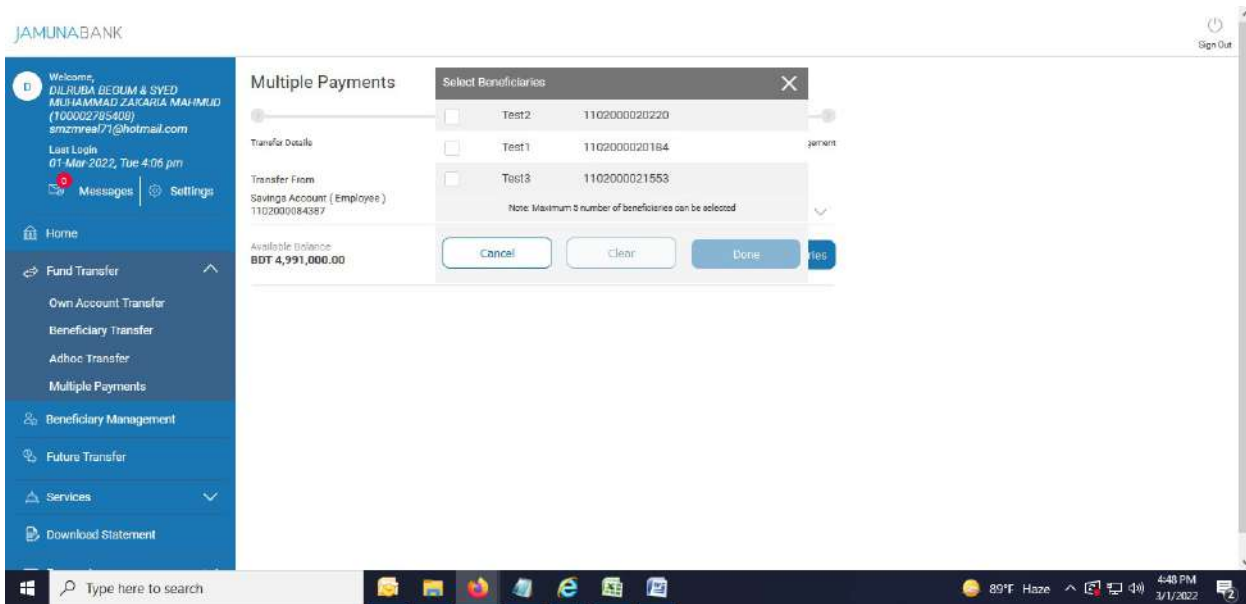 JAMUNABANK
Sign Out
D
Welcome,
DILRUBA BEGUM & SYED
MUHAMMAD ZAKARIA MAHMUD
(100002785408)
smzmreal71@hotmail.com
Last Login
01-Mar-2022, Tue 4:06 pm
0
Messages
Settings
Home
Fund Transfer
Own Account Transfer
Beneficiary Transfer
Adhoc Transfer
Multiple Payments
Beneficiary Management
Future Transfer
Services
Download Statement
Multiple Payments
Transfer Details
Transfer From
Savings Account ( Employee )
1102000084387
Available Balance
BDT 4,991,000.00
Select Beneficiaries
Test2 1102000020220
Test1 1102000020184
Test3 1102000021553
Note: Maximum 5 number of beneficiaries can be selected
Cancel Clear Done
Type here to search
89°F Haze
4:48 PM
3/1/2022
2